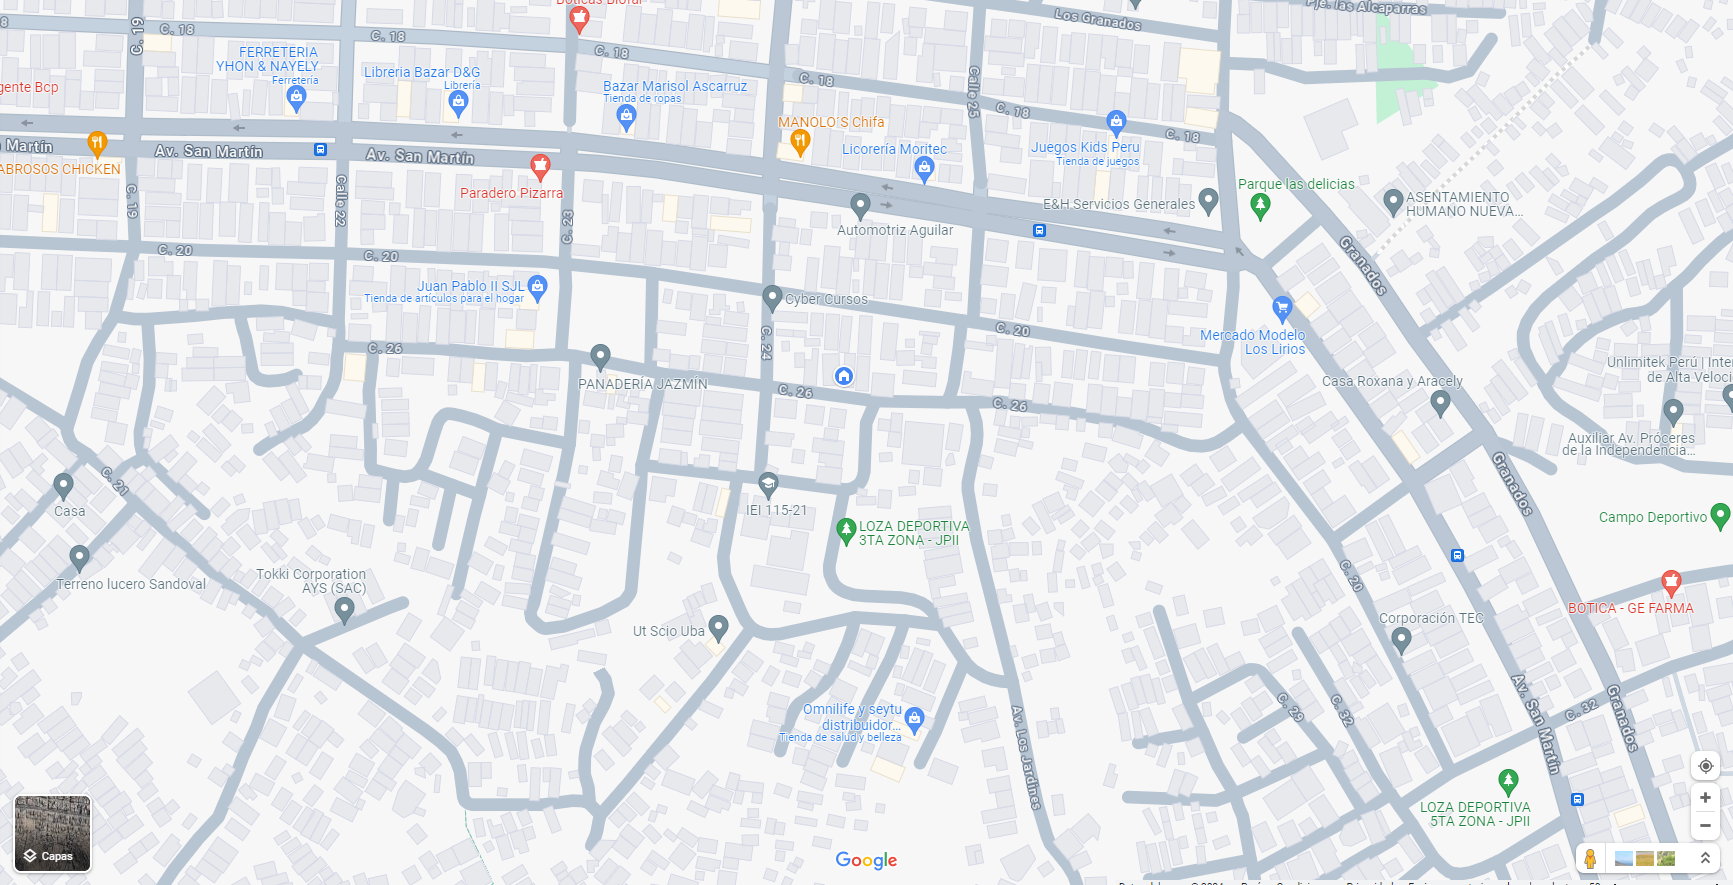 Boticas Biofar
Los Granados
Pje. las Alcaparras
C. 19
C. 18
C. 18
C. 18
C. 18
C. 18
C. 18
FERRETERÍA
YHON & NAYELY
Ferretería
Libreria Bazar D&G
Librería
Bazar Marisol Ascarruz
Tienda de ropas
Calle 25
gente Bcp
MANOLO´S Chifa
Licorería Moritec
Juegos Kids Peru
Tienda de juegos
Martín
Av. San Martín
Av. San Martín
ABROSOS CHICKEN
Paradero Pizarra
C. 19
Calle 22
C. 23
Automotriz Aguilar
E&H Servicios Generales
Parque las delicias
ASENTAMIENTO
HUMANO NUEVA...
Granados
C. 20
C. 20
C. 20
Juan Pablo II SJL
Tienda de artículos para el hogar
Cyber Cursos
C. 24
Mercado Modelo
Los Lirios
C. 26
C. 26
C. 26
PANADERÍA JAZMÍN
Casa Roxana y Aracely
Unlimitek Perú | Inter
de Alta Veloci
Auxiliar Av. Próceres
de la Independencia...
Granados
C. 21
Casa
IEI 115-21
LOZA DEPORTIVA
3TA ZONA - JPII
Campo Deportivo
Terreno lucero Sandoval
Tokki Corporation
AYS (SAC)
C. 20
BOTICA - GE FARMA
Corporación TEC
Ut Scio Uba
Omnilife y seytu
distribuidor...
Tienda de salud y belleza
Av. Los Jardines
C. 29
C. 32
C. 32
Av. San Martín
Granados
LOZA DEPORTIVA
5TA ZONA - JPII
Capas
Google